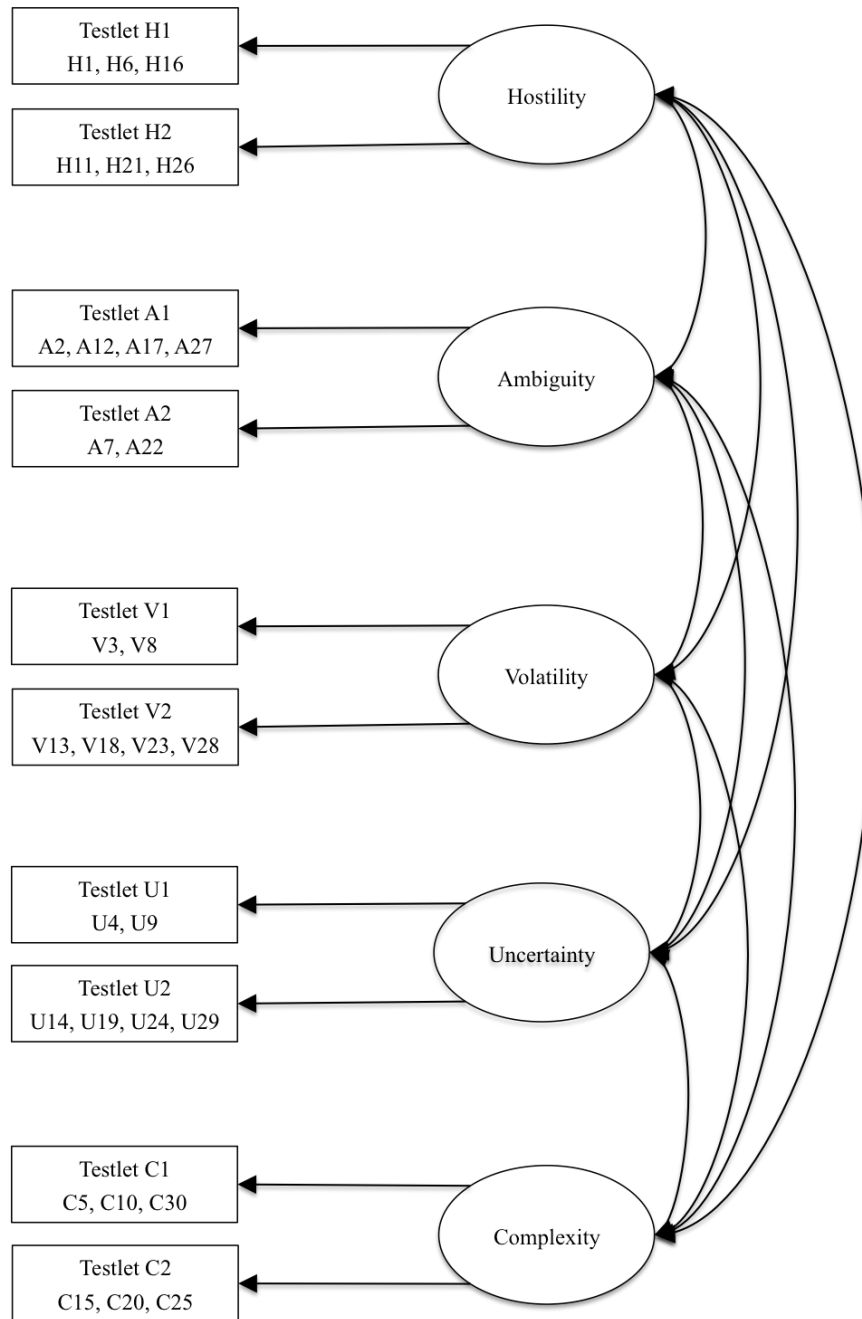 Testlet H1
H1, H6, H16
Hostility
Testlet H2
H11, H21, H26
Testlet A1
A2, A12, A17, A27
Ambiguity
Testlet A2
A7, A22
Testlet V1
V3, V8
Volatility
Testlet V2
V13, V18, V23, V28
Testlet U1
U4, U9
Uncertainty
Testlet U2
U14, U19, U24, U29
Testlet C1
C5, C10, C30
Complexity
Testlet C2
C15, C20, C25